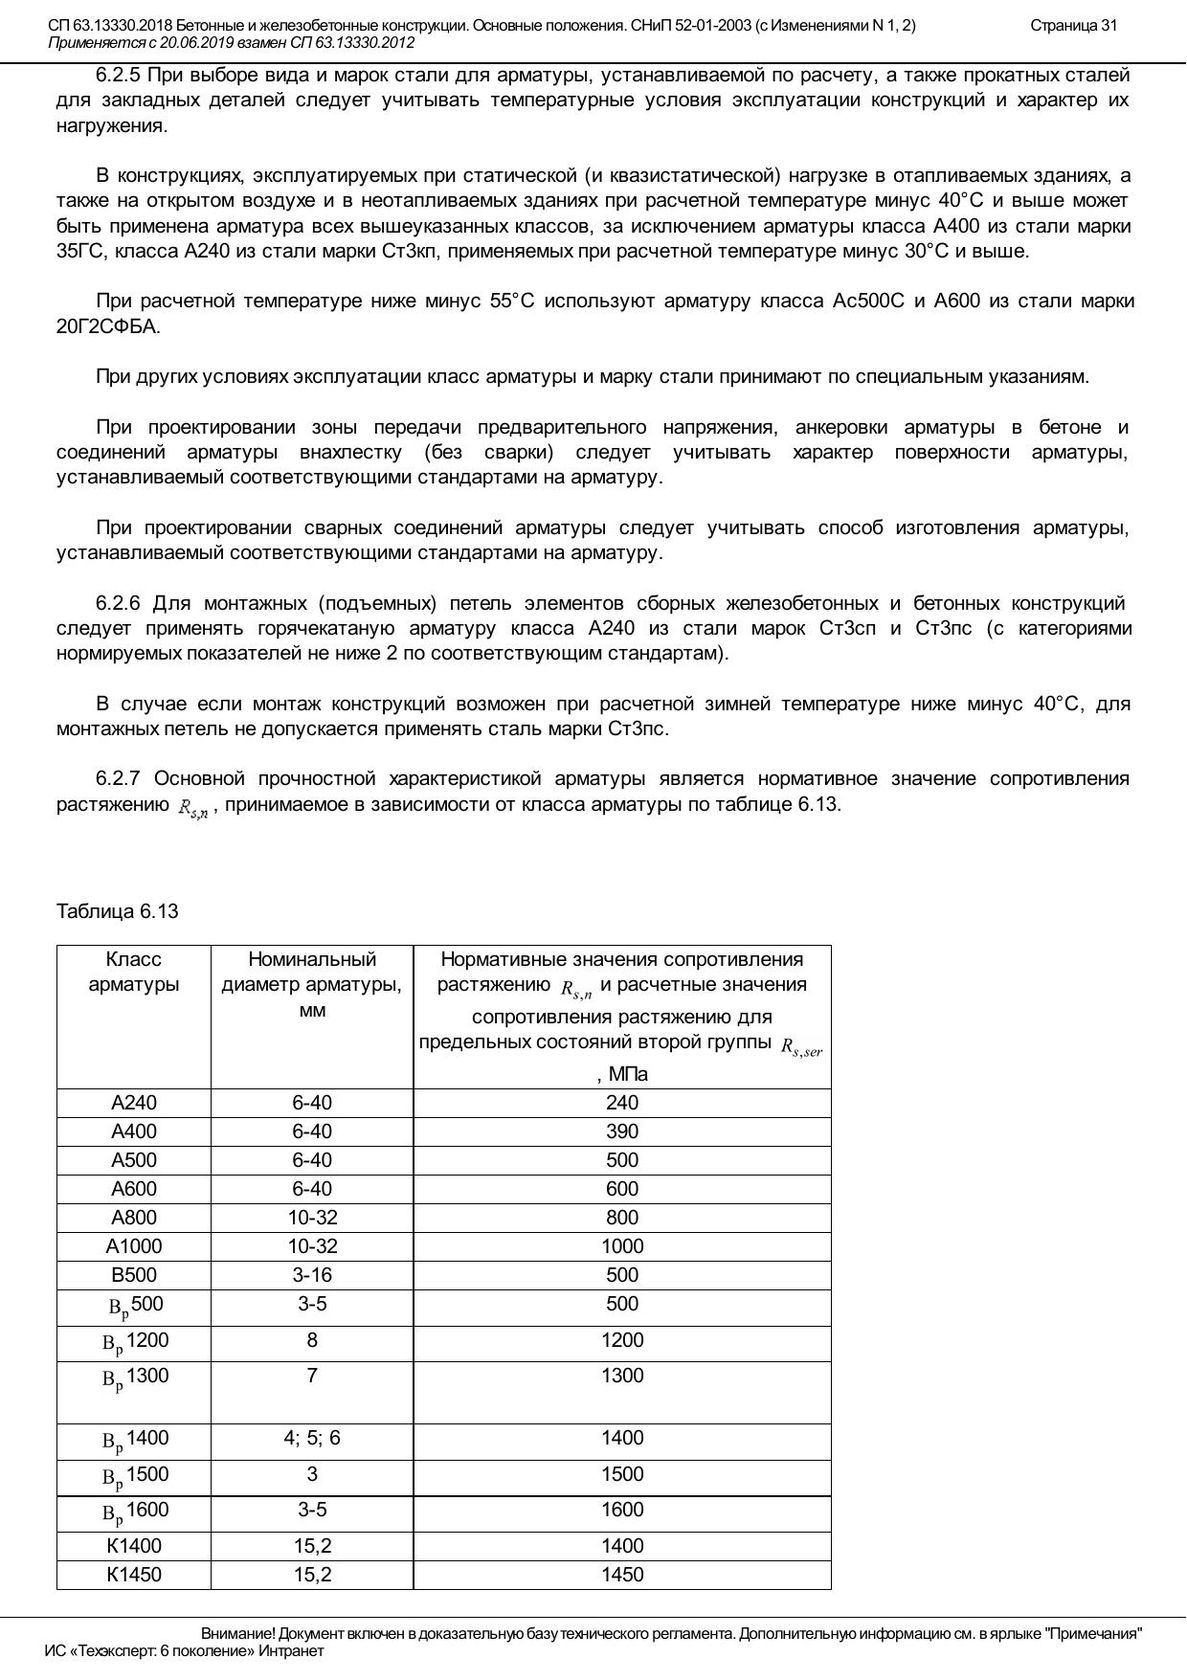 СП 63.13330.2018 Бетонные и железобетонные конструкции. Основные положения. СНиП 52-01-2003 (с Изменениями N 1, 2) Страница 31
Применяется с 20.06.2019 взамен СП 63.13330.2012
6.2.5 При выборе вида и марок стали для арматуры, устанавливаемой по расчету, а также прокатных сталей
для закладных деталей следует учитывать температурные условия эксплуатации конструкций и характер их
нагружения.
В конструкциях, эксплуатируемых при статической (и квазистатической) нагрузке в отапливаемых зданиях, а
также на открытом воздухе и в неотапливаемых зданиях при расчетной температуре минус 40°С и выше может
быть применена арматура всех вышеуказанных классов, за исключением арматуры класса А400 из стали марки
35ГС, класса А240 из стали марки Ст3кп, применяемых при расчетной температуре минус 30°С и выше.
При расчетной температуре ниже минус 55°С используют арматуру класса Ас500С и А600 из стали марки
20Г2СФБА.
При других условиях эксплуатации класс арматуры и марку стали принимают по специальным указаниям.
При проектировании зоны передачи предварительного напряжения, анкеровки арматуры в бетоне и
соединений арматуры внахлестку (без сварки) следует учитывать характер поверхности арматуры,
устанавливаемый соответствующими стандартами на арматуру.
При проектировании сварных соединений арматуры следует учитывать способ изготовления арматуры,
устанавливаемый соответствующими стандартами на арматуру.
6.2.6 Для монтажных (подъемных) петель элементов сборных железобетонных и бетонных конструкций
следует применять горячекатаную арматуру класса А240 из стали марок Ст3сп и Ст3пс (с категориями
нормируемых показателей не ниже 2 по соответствующим стандартам).
В случае если монтаж конструкций возможен при расчетной зимней температуре ниже минус 40°С, для
монтажных петель не допускается применять сталь марки Ст3пс.
6.2.7 Основной прочностной характеристикой арматуры является нормативное значение сопротивления
растяжению R s,n , принимаемое в зависимости от класса арматуры по таблице 6.13.
Таблица 6.13
Класс Номинальный Нормативные значения сопротивления
арматуры диаметр арматуры, растяжению R s,n и расчетные значения
мм сопротивления растяжению для
предельных состояний второй группы R s,ser
, МПа
А240 6-40 240
А400 6-40 390
А500 6-40 500
А600 6-40 600
А800 10-32 800
А1000 10-32 1000
В500 3-16 500
Вр500 3-5 500
Вр1200 8 1200
Вр1300 7 1300
Вр1400 4; 5; 6 1400
Вр1500 3 1500
Вр1600 3-5 1600
К1400 15,2 1400
К1450 15,2 1450
Внимание! Документ включен в доказательную базу технического регламента. Дополнительную информацию см. в ярлыке "Примечания"
ИС «Техэксперт: 6 поколение» Интранет